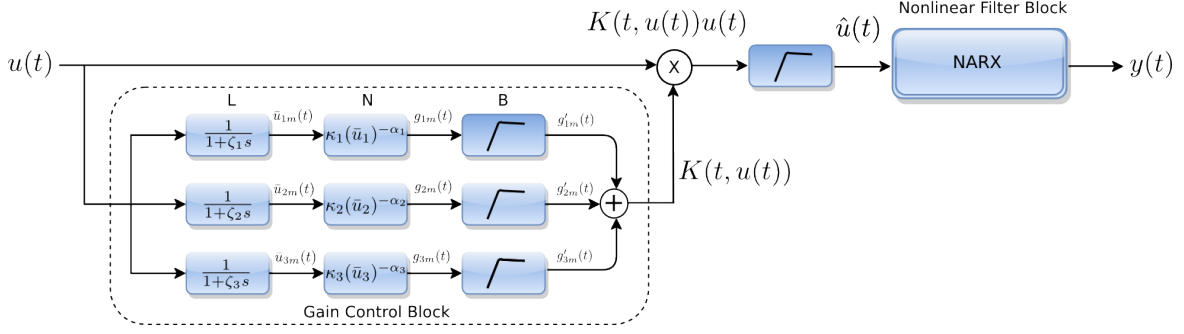 Nonlinear Filter Block
K(t, u(t))u(t)
û(t)
u(t)
X
NARX
y(t)
L N B
1/(1+ζ₁s) ū₁ₘ(t) κ₁(ū₁)^−α₁ g₁ₘ(t) g′₁ₘ(t)
K(t, u(t))
1/(1+ζ₂s) ū₂ₘ(t) κ₂(ū₂)^−α₂ g₂ₘ(t) g′₂ₘ(t)
+
1/(1+ζ₃s) ū₃ₘ(t) κ₃(ū₃)^−α₃ g₃ₘ(t) g′₃ₘ(t)
Gain Control Block